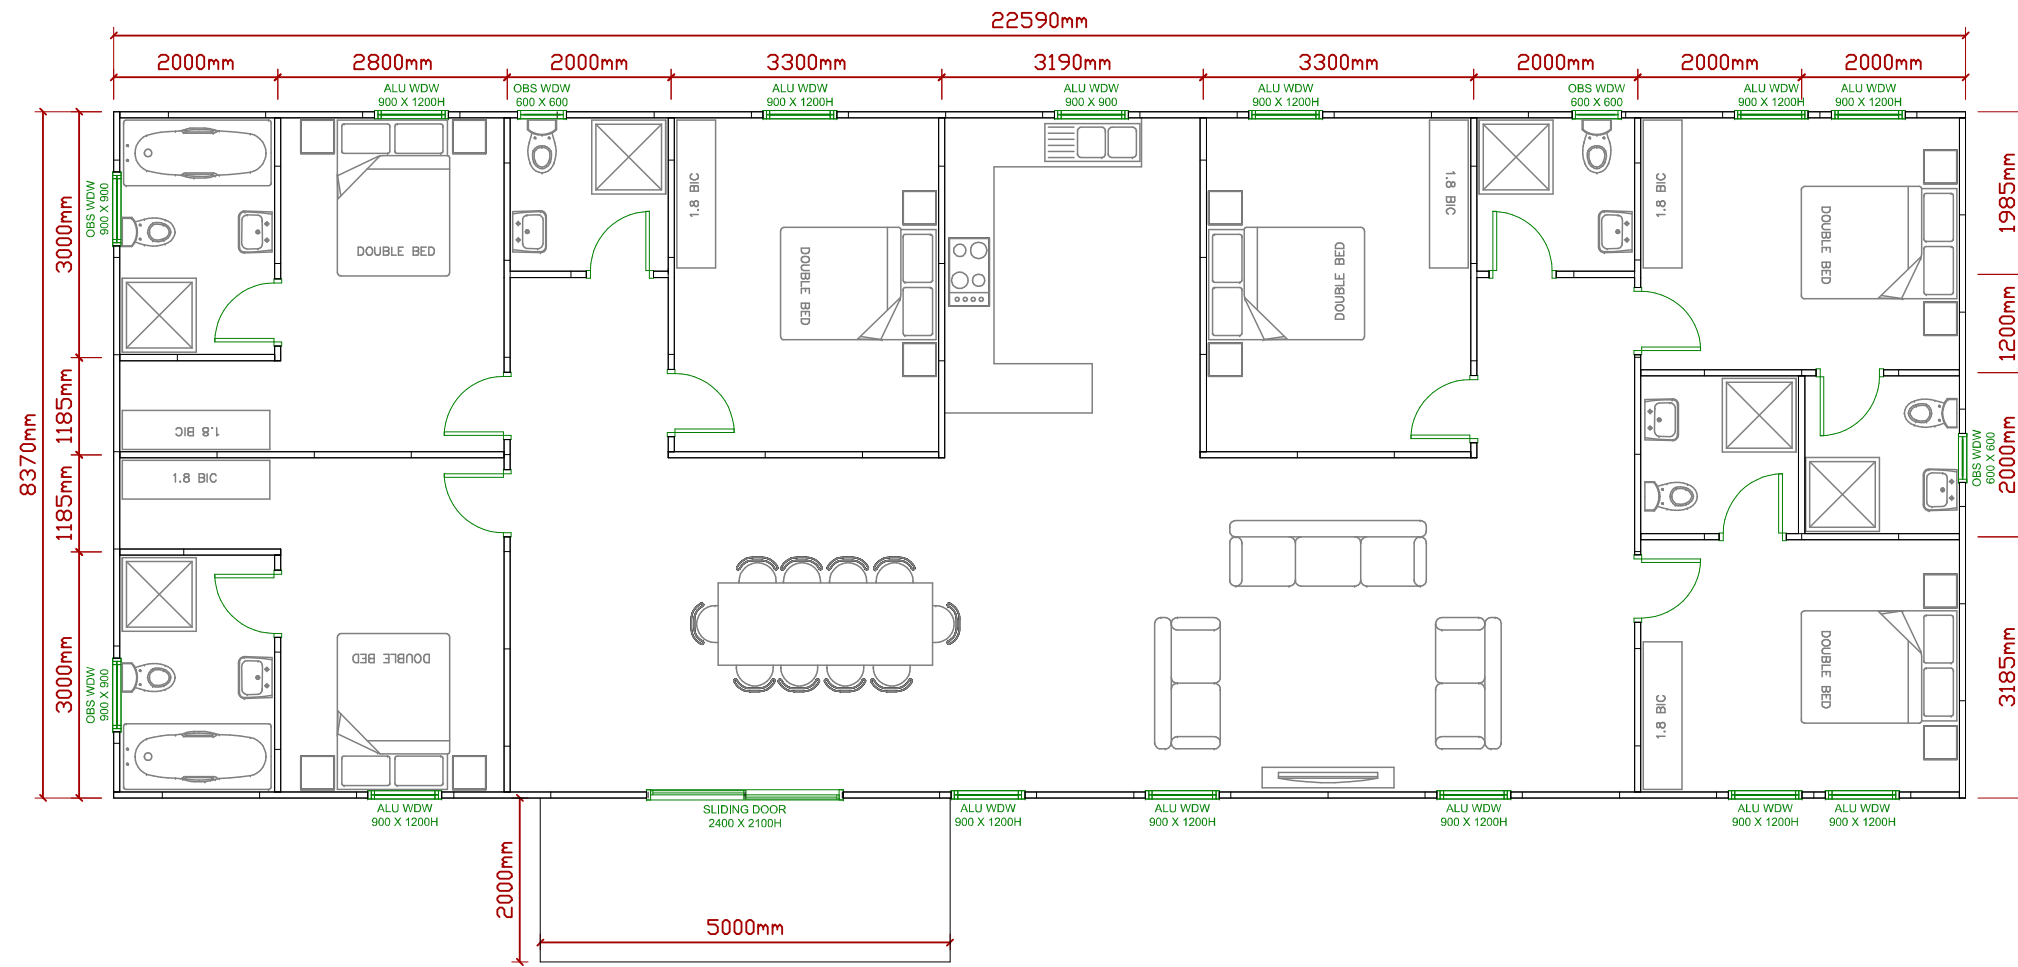 22590mm
2000mm 2800mm 2000mm 3300mm 3190mm 3300mm 2000mm 2000mm 2000mm
ALU WDW
900 X 1200H
OBS WDW
600 X 600
ALU WDW
900 X 1200H
ALU WDW
900 X 900
ALU WDW
900 X 1200H
OBS WDW
600 X 600
ALU WDW
900 X 1200H
ALU WDW
900 X 1200H
8370mm
3000mm
1185mm
1185mm
3000mm
OBS WDW
900 X 900
OBS WDW
900 X 900
DOUBLE BED
1.8 BIC
DOUBLE BED
DOUBLE BED
1.8 BIC
1.8 BIC
DOUBLE BED
1.8 BIC
1.8 BIC
1.8 BIC
DOUBLE BED
DOUBLE BED
1.8 BIC
1985mm
1200mm
2000mm
3185mm
OBS WDW
600 X 600
ALU WDW
900 X 1200H
SLIDING DOOR
2400 X 2100H
ALU WDW
900 X 1200H
ALU WDW
900 X 1200H
ALU WDW
900 X 1200H
ALU WDW
900 X 1200H
ALU WDW
900 X 1200H
2000mm
5000mm
DOUBLE BED